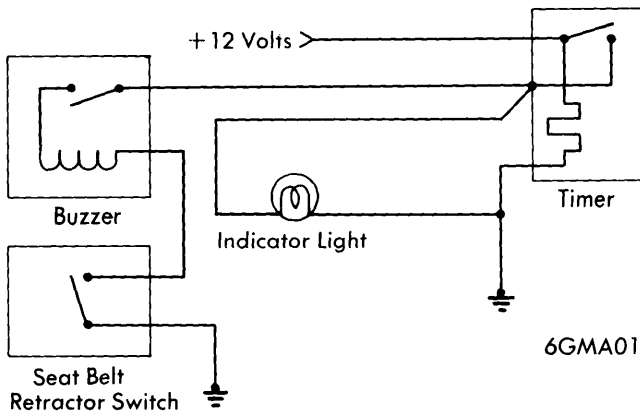 +12 Volts
Buzzer
Timer
Indicator Light
6GMA01
Seat Belt
Retractor Switch